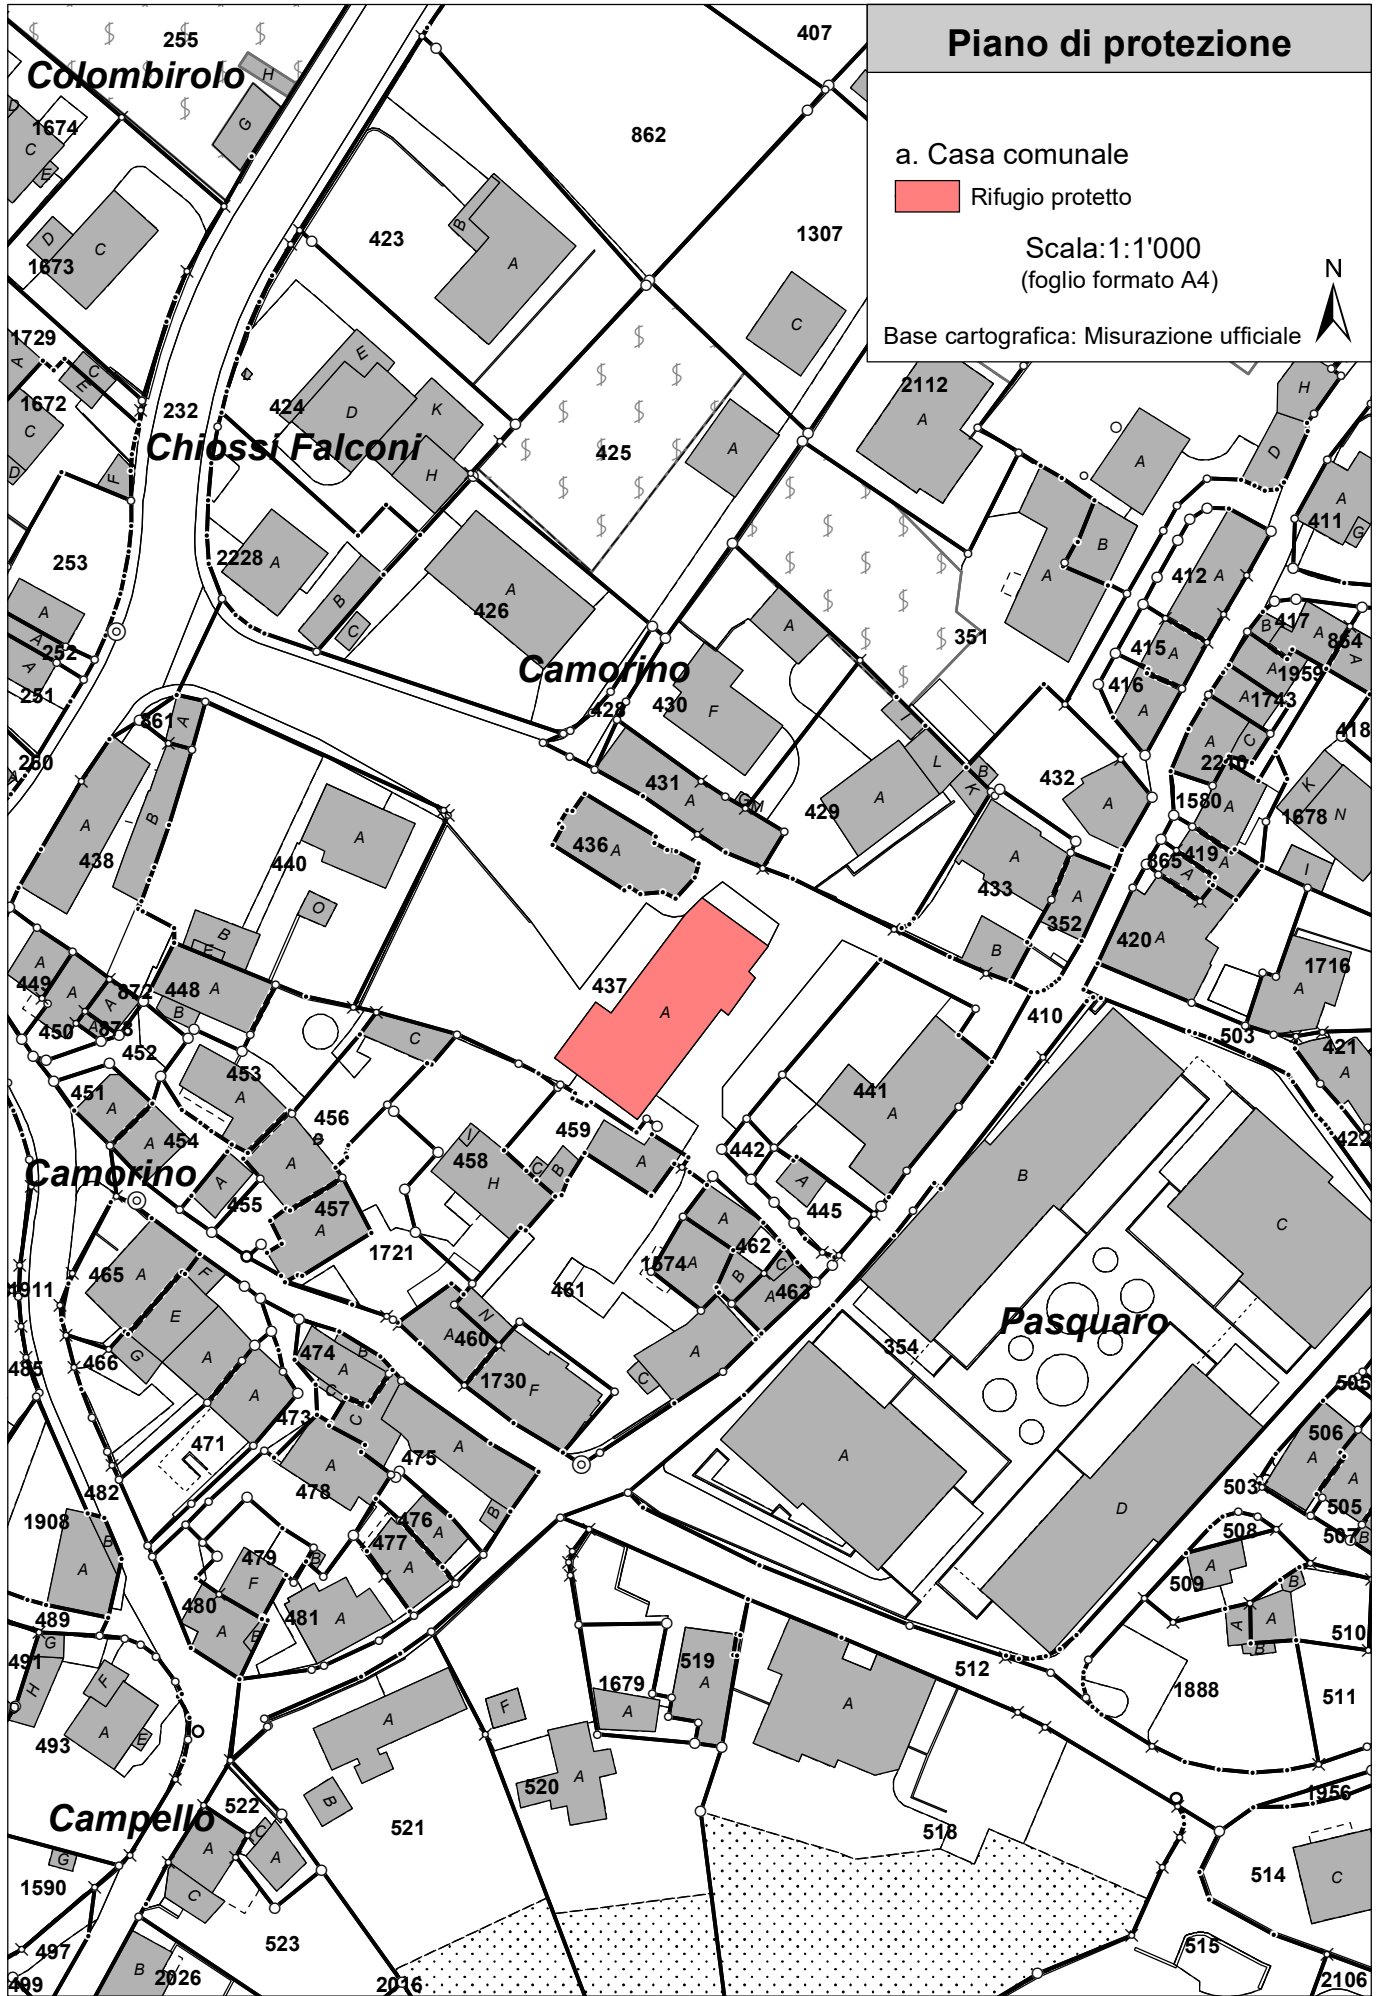 Piano di protezione
a. Casa comunale
Rifugio protetto
Scala:1:1'000
(foglio formato A4)
N
Base cartografica: Misurazione ufficiale
255
407
Colombirolo
H
G
1674
D
C
E
862
423
B
A
1307
C
D
C
1673
1729
A
C
E
1672
C
D
232
424
E
D
K
H
Chiossi Falconi
F
425
A
2112
A
A
H
D
411
A
G
253
2228
A
B
C
426
A
A
B
412
A
351
A
252
A
A
A
251
Camorino
428
430
F
415
A
416
A
417
B
A
864
A
1959
A
1743
A
418
861
A
260
A
431
A
G
M
I
L
K
B
432
A
2210
A
C
1580
A
1678
K
N
I
438
A
B
I
440
A
O
436
A
429
A
433
A
B
352
A
865
419
A
A
420
A
449
A
450
A
872
A
878
A
448
A
B
E
B
437
A
410
1716
A
503
452
453
A
C
441
A
421
A
422
451
A
454
A
456
A
B
459
A
442
B
C
Camorino
455
A
457
A
458
I
H
C
B
445
A
1721
462
A
1574
A
B
C
463
A
465
A
F
E
G
A
A
1911
461
Pasquaro
485
466
474
A
B
C
460
A
N
1730
F
A
C
354
A
D
505
506
A
473
C
471
475
A
B
478
A
482
503
A
505
507
B
1908
B
A
476
A
477
A
479
F
B
508
509
A
480
A
B
481
A
489
A
A
B
B
510
491
G
H
F
A
E
493
519
A
1679
A
512
A
1888
511
Campello
A
B
F
520
A
522
521
1956
A
C
A
C
518
G
1590
514
C
523
515
497
499
B
2026
2016
2106